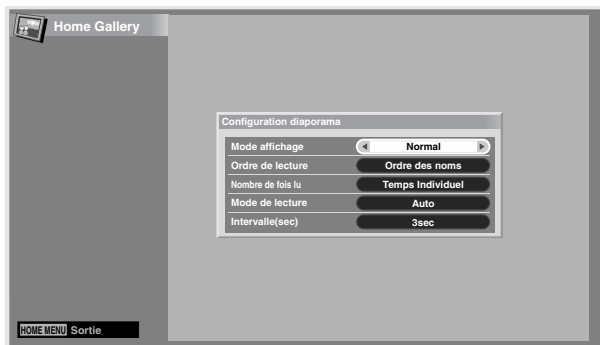 Home Gallery
Configuration diaporama
Mode affichage Normal
Ordre de lecture Ordre des noms
Nombre de fois lu Temps Individuel
Mode de lecture Auto
Intervalle(sec) 3sec
HOME MENU Sortie